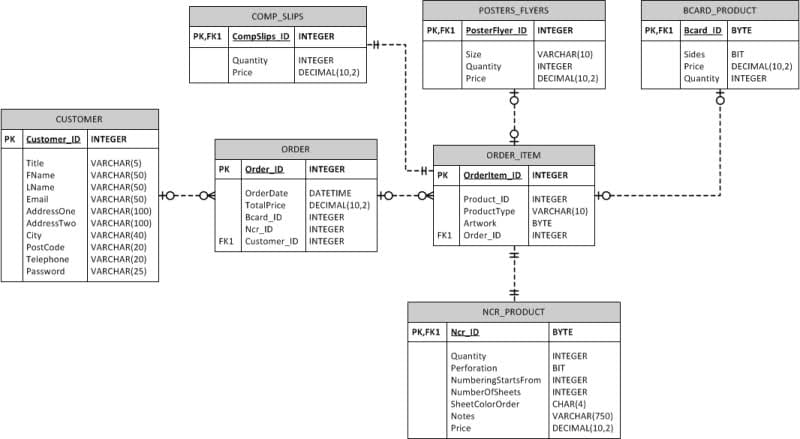 COMP_SLIPS
PK,FK1 CompSlips_ID INTEGER
Quantity INTEGER
Price DECIMAL(10,2)
POSTERS_FLYERS
PK,FK1 PosterFlyer_ID INTEGER
Size VARCHAR(10)
Quantity INTEGER
Price DECIMAL(10,2)
BCARD_PRODUCT
PK,FK1 Bcard_ID BYTE
Sides BIT
Price DECIMAL(10,2)
Quantity INTEGER
CUSTOMER
PK Customer_ID INTEGER
Title VARCHAR(5)
FName VARCHAR(50)
LName VARCHAR(50)
Email VARCHAR(50)
AddressOne VARCHAR(100)
AddressTwo VARCHAR(100)
City VARCHAR(40)
PostCode VARCHAR(20)
Telephone VARCHAR(20)
Password VARCHAR(25)
ORDER
PK Order_ID INTEGER
OrderDate DATETIME
TotalPrice DECIMAL(10,2)
Bcard_ID INTEGER
Ncr_ID INTEGER
FK1 Customer_ID INTEGER
ORDER_ITEM
PK OrderItem_ID INTEGER
Product_ID INTEGER
ProductType VARCHAR(10)
Artwork BYTE
FK1 Order_ID INTEGER
NCR_PRODUCT
PK,FK1 Ncr_ID BYTE
Quantity INTEGER
Perforation BIT
NumberingStartsFrom INTEGER
NumberOfSheets INTEGER
SheetColorOrder CHAR(4)
Notes VARCHAR(750)
Price DECIMAL(10,2)